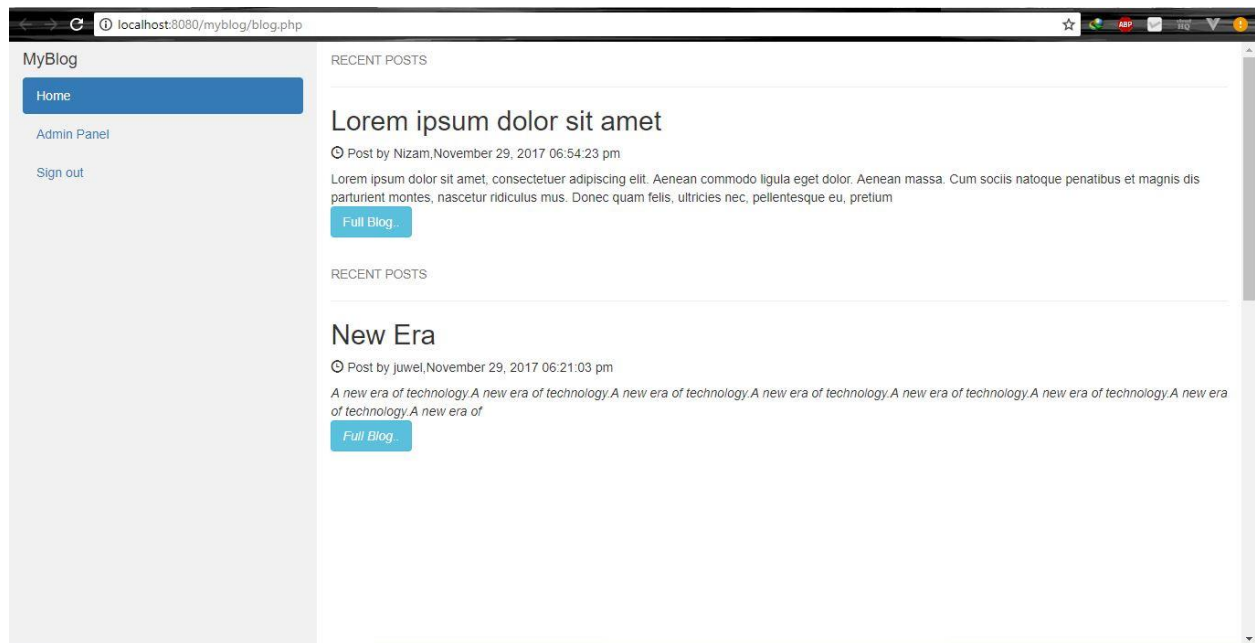 localhost:8080/myblog/blog.php
ABP
HQ
MyBlog
Home
Admin Panel
Sign out
RECENT POSTS
Lorem ipsum dolor sit amet
Post by Nizam,November 29, 2017 06:54:23 pm
Lorem ipsum dolor sit amet, consectetuer adipiscing elit. Aenean commodo ligula eget dolor. Aenean massa. Cum sociis natoque penatibus et magnis dis
parturient montes, nascetur ridiculus mus. Donec quam felis, ultricies nec, pellentesque eu, pretium
Full Blog..
RECENT POSTS
New Era
Post by juwel,November 29, 2017 06:21:03 pm
A new era of technology.A new era of technology.A new era of technology.A new era of technology.A new era of technology.A new era of technology.A new era
of technology.A new era of
Full Blog..